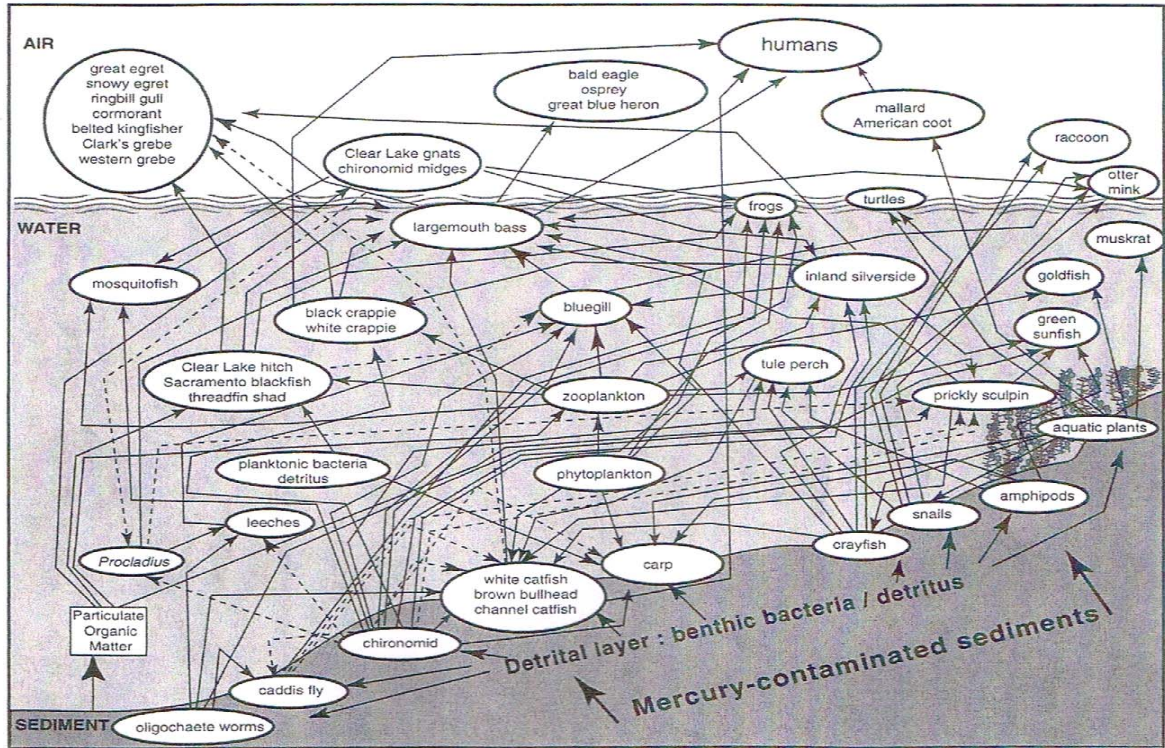 AIR
humans
great egret
snowy egret
ringbill gull
cormorant
belted kingfisher
Clark's grebe
western grebe
bald eagle
osprey
great blue heron
mallard
American coot
raccoon
Clear Lake gnats
chironomid midges
otter
mink
frogs
turtles
WATER
largemouth bass
muskrat
mosquitofish
inland silverside
goldfish
black crappie
white crappie
bluegill
green
sunfish
Clear Lake hitch
Sacramento blackfish
threadfin shad
tule perch
zooplankton
prickly sculpin
aquatic plants
planktonic bacteria
detritus
phytoplankton
amphipods
leeches
snails
Procladius
crayfish
carp
white catfish
brown bullhead
channel catfish
Particulate
Organic
Matter
chironomid
Detrital layer : benthic bacteria / detritus
Mercury-contaminated sediments
caddis fly
SEDIMENT
oligochaete worms